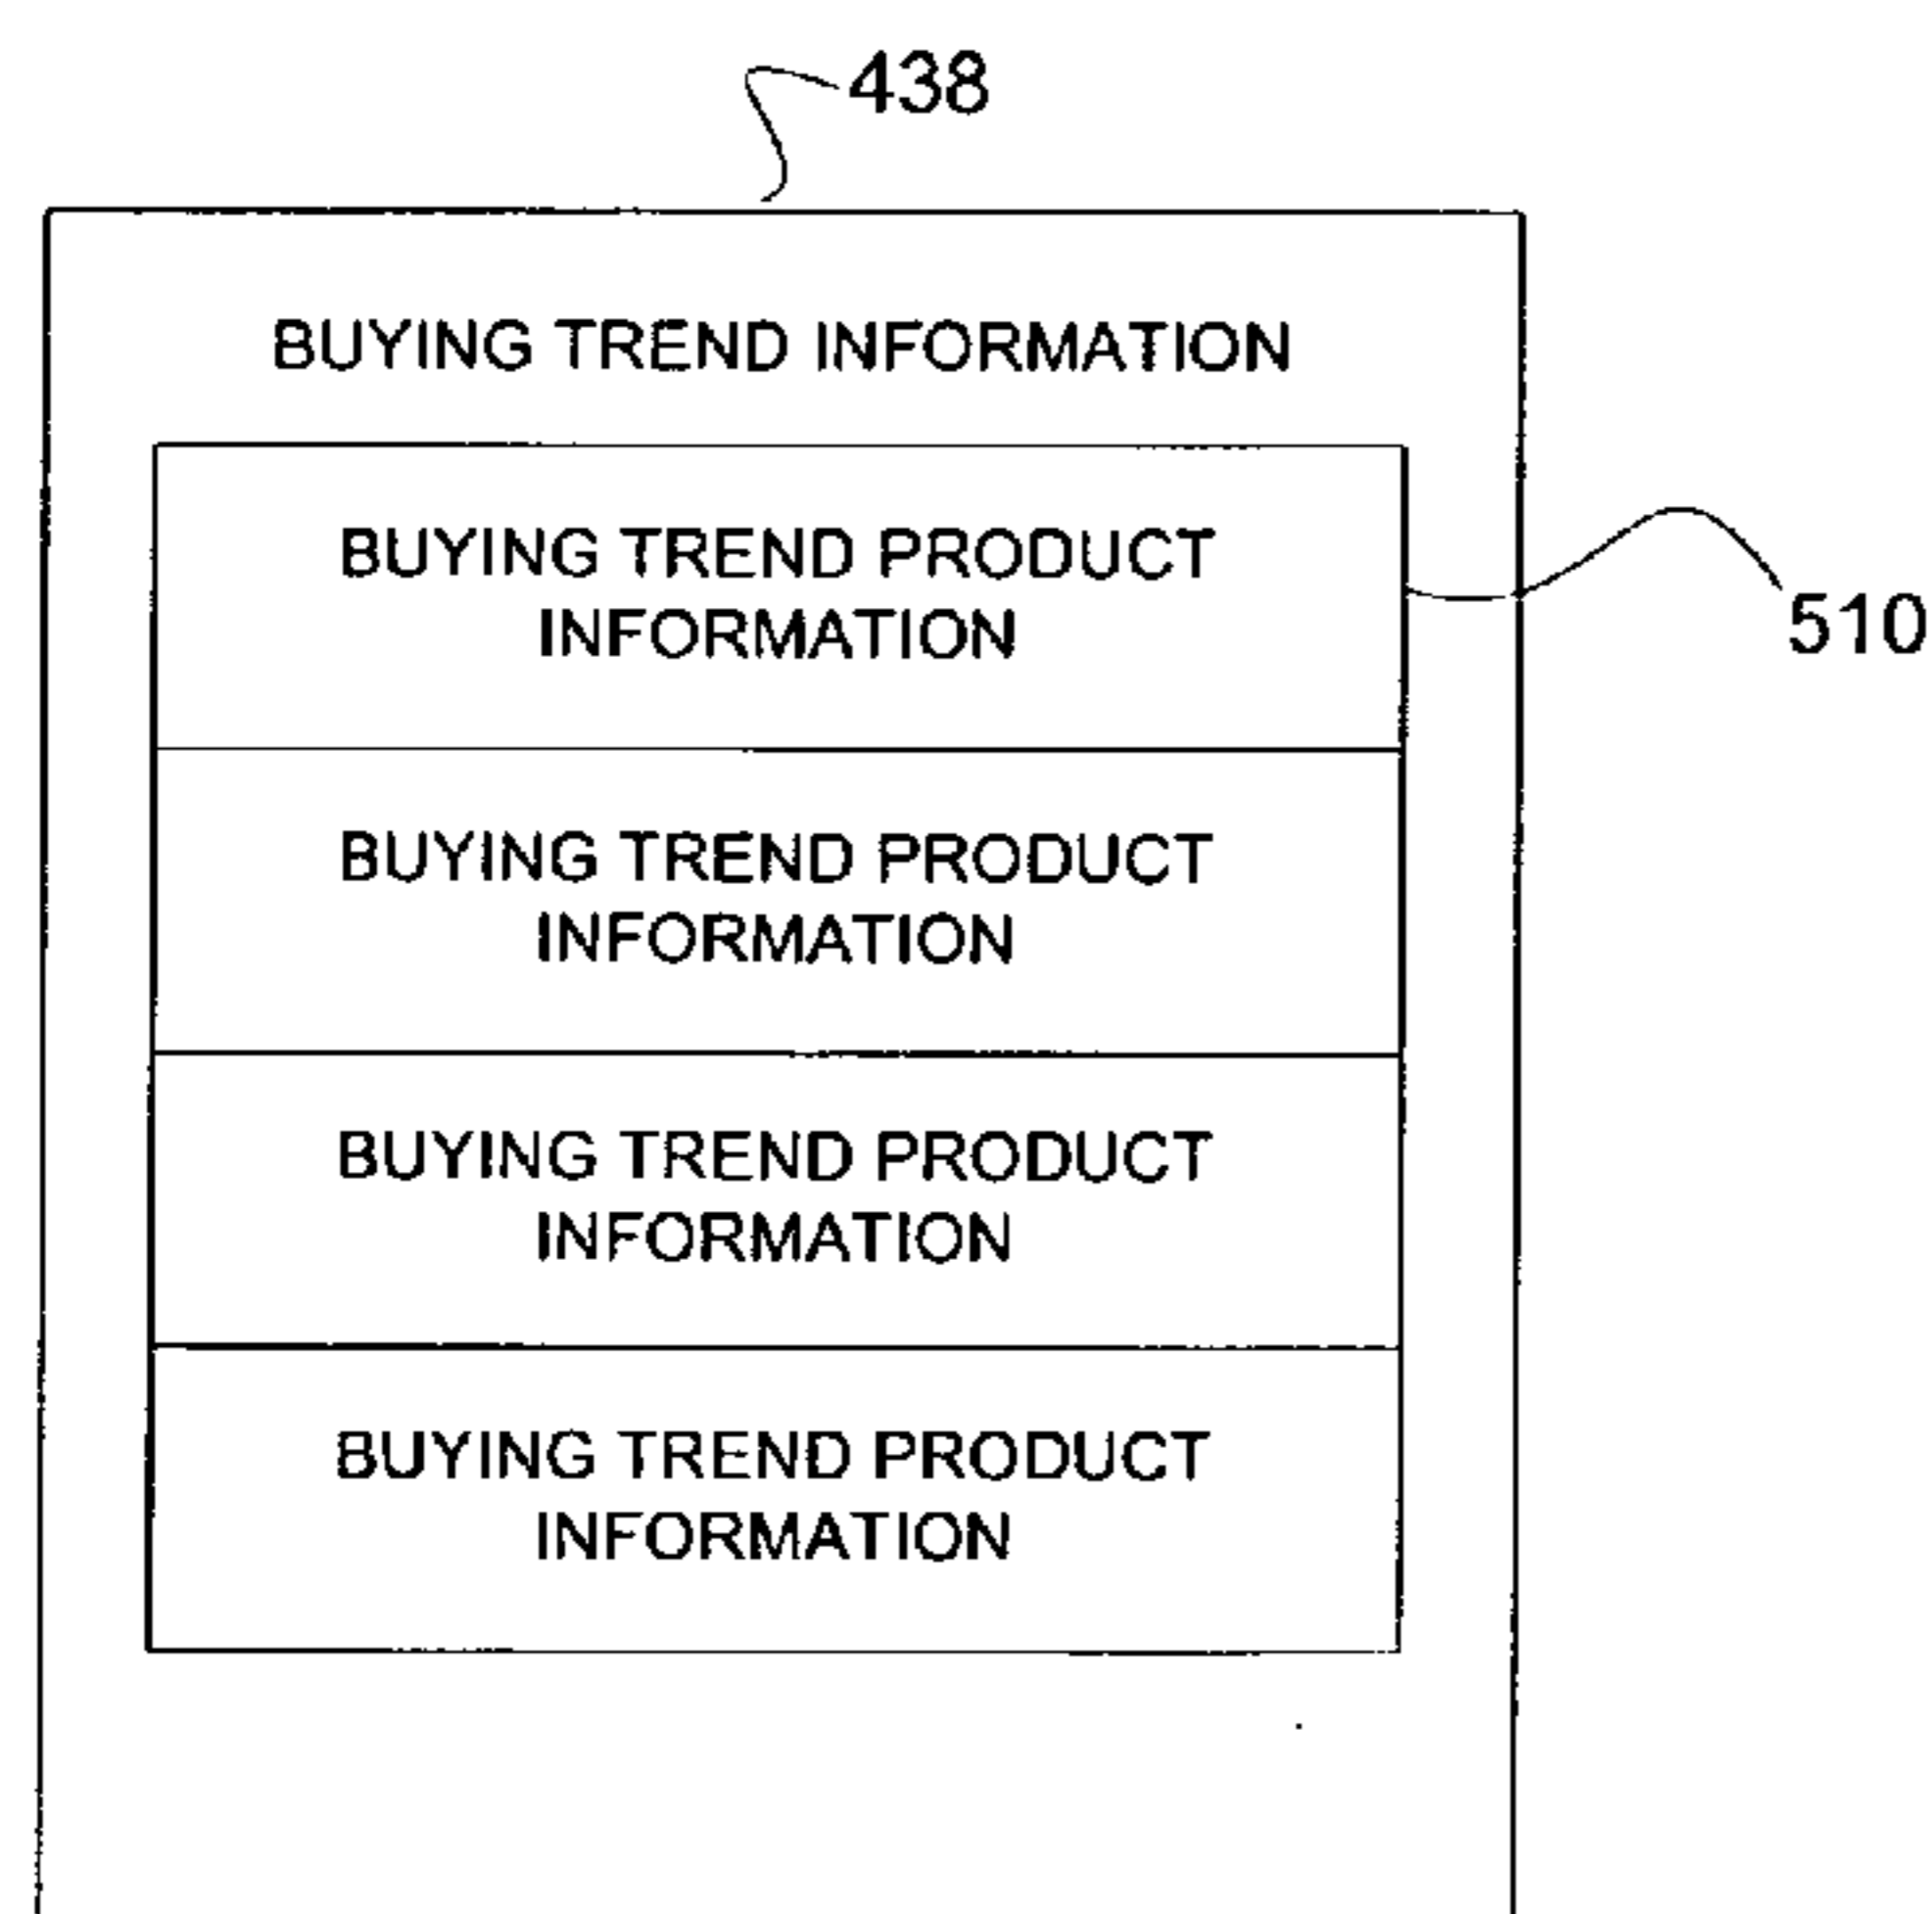 438
BUYING TREND INFORMATION
BUYING TREND PRODUCT
INFORMATION
510
BUYING TREND PRODUCT
INFORMATION
BUYING TREND PRODUCT
INFORMATION
BUYING TREND PRODUCT
INFORMATION